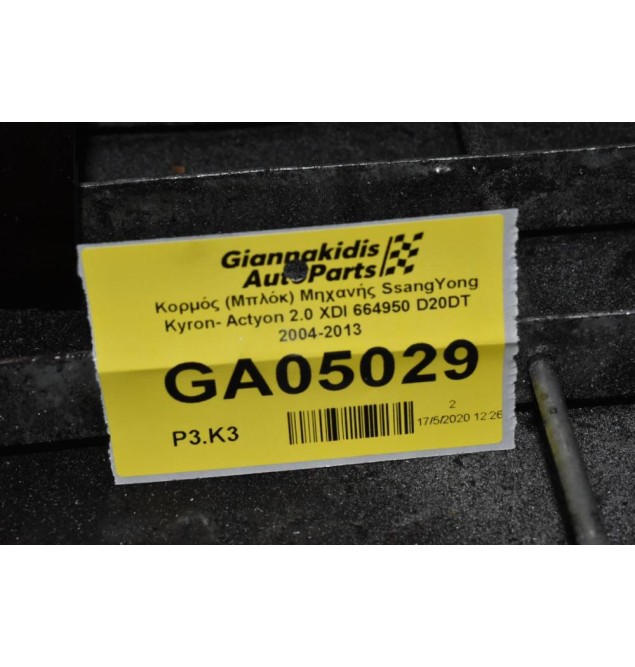 Giannakidis
AutoParts
Κορμός (Μπλόκ) Μηχανής SsangYong
Kyron- Actyon 2.0 XDI 664950 D20DT
2004-2013
GA05029
P3.K3
2
17/5/2020 12:26